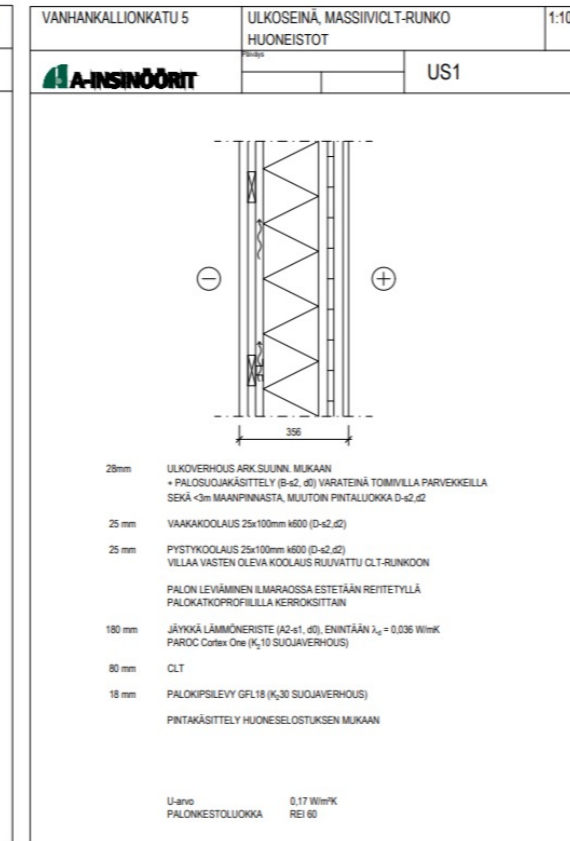 VANHANKALLIONKATU 5
ULKOSEINÄ, MASSIIVICLT-RUNKO
HUONEISTOT
1:10
A-INSINÖÖRIT
Päiväys
US1
356
28mm ULKOVERHOUS ARK.SUUNN. MUKAAN
+ PALOSUOJAKÄSITTELY (B-s2, d0) VARATEINÄ TOIMIVILLA PARVEKKEILLA
SEKÄ <3m MAANPINNASTA, MUUTOIN PINTALUOKKA D-s2,d2
25 mm VAAKAKOOLAUS 25x100mm k600 (D-s2,d2)
25 mm PYSTYKOOLAUS 25x100mm k600 (D-s2,d2)
VILLAA VASTEN OLEVA KOOLAUS RUUVATTU CLT-RUNKOON
PALON LEVIÄMINEN ILMARAOSSA ESTETÄÄN REI'ITETYLLÄ
PALOKATKOPROFIILILLA KERROKSITTAIN
180 mm JÄYKKÄ LÄMMÖNERISTE (A2-s1, d0), ENINTÄÄN λd = 0,036 W/mK
PAROC Cortex One (K210 SUOJAVERHOUS)
80 mm CLT
18 mm PALOKIPSILEVY GFL18 (K230 SUOJAVERHOUS)
PINTAKÄSITTELY HUONESELOSTUKSEN MUKAAN
U-arvo 0,17 W/m²K
PALONKESTOLUOKKA REI 60